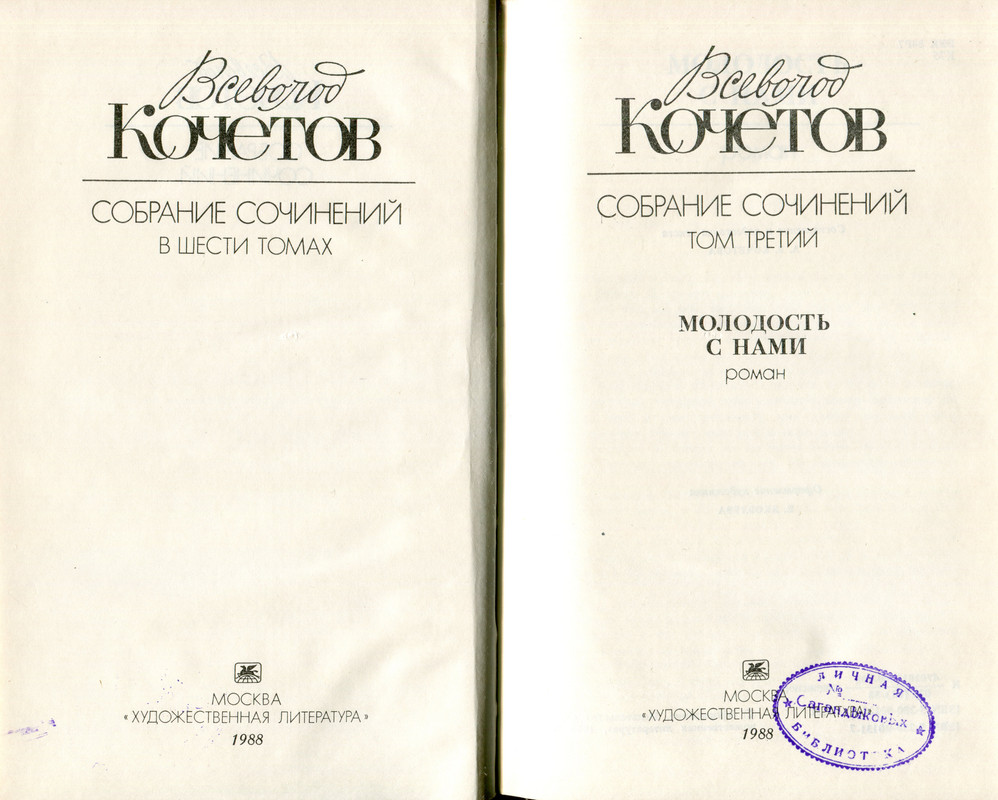 Всеволод
КОЧЕТОВ
СОБРАНИЕ СОЧИНЕНИЙ
В ШЕСТИ ТОМАХ
МОСКВА
«ХУДОЖЕСТВЕННАЯ ЛИТЕРАТУРА»
1988
Всеволод
КОЧЕТОВ
СОБРАНИЕ СОЧИНЕНИЙ
ТОМ ТРЕТИЙ
МОЛОДОСТЬ
С НАМИ
роман
МОСКВА
«ХУДОЖЕСТВЕННАЯ ЛИТЕРАТУРА»
1988
ЛИЧНАЯ
№
БИБЛИОТЕКА